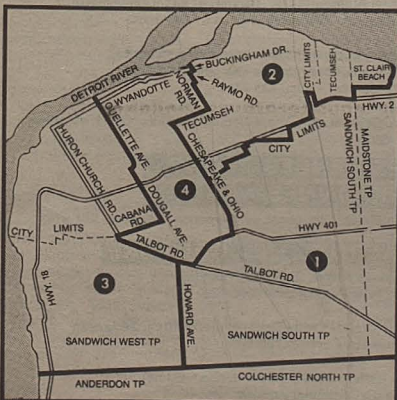 BUCKINGHAM DR.
DETROIT RIVER
WYANDOTTE
NORMAN RD.
RAYMO RD.
2
CITY LIMITS
TECUMSEH
ST. CLAIR
BEACH
HWY. 2
OUELLETTE AVE.
TECUMSEH
HURON CHURCH RD.
CHESAPEAKE & OHIO
CITY
LIMITS
SANDWICH SOUTH TP
MAIDSTONE TP
4
DOUGALL AVE.
CABANA
RD.
CITY
LIMITS
TALBOT RD.
HWY 401
HWY. 18
3
TALBOT RD.
1
HOWARD AVE.
SANDWICH WEST TP
SANDWICH SOUTH TP
ANDERDON TP
COLCHESTER NORTH TP